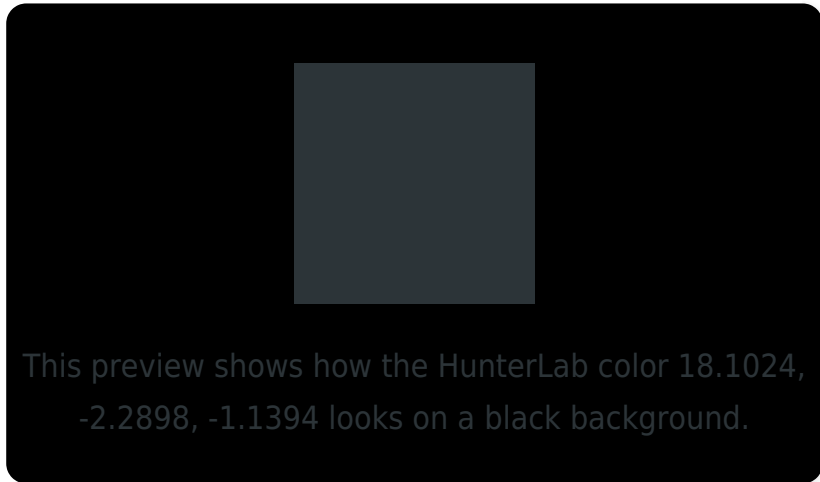 This preview shows how the HunterLab color 18.1024,
-2.2898, -1.1394 looks on a black background.